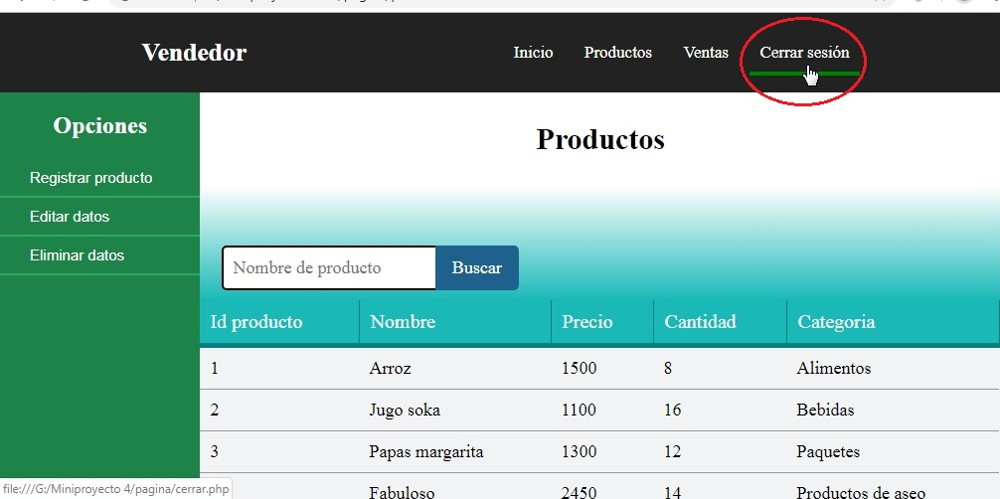 Vendedor Inicio Productos Ventas Cerrar sesión
Opciones
Registrar producto
Editar datos
Eliminar datos
Productos
Nombre de producto Buscar
Id producto Nombre Precio Cantidad Categoria
1 Arroz 1500 8 Alimentos
2 Jugo soka 1100 16 Bebidas
3 Papas margarita 1300 12 Paquetes
Fabuloso 2450 14 Productos de aseo
file:///G:/Miniproyecto 4/pagina/cerrar.php